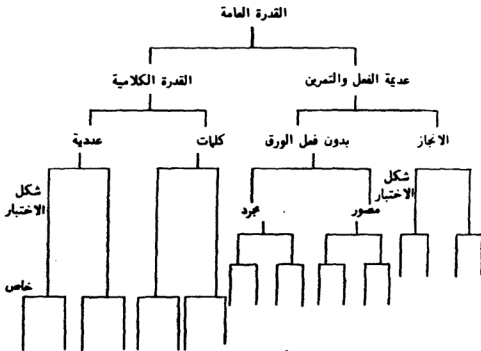 القدرة العامة
عديمة الفعل والتمرين
القدرة الكلامية
الانجاز
بدون فعل الورق
كلمات
عددية
شكل
الاختبار
شكل
الاختبار
مصور
مجرد
خاص